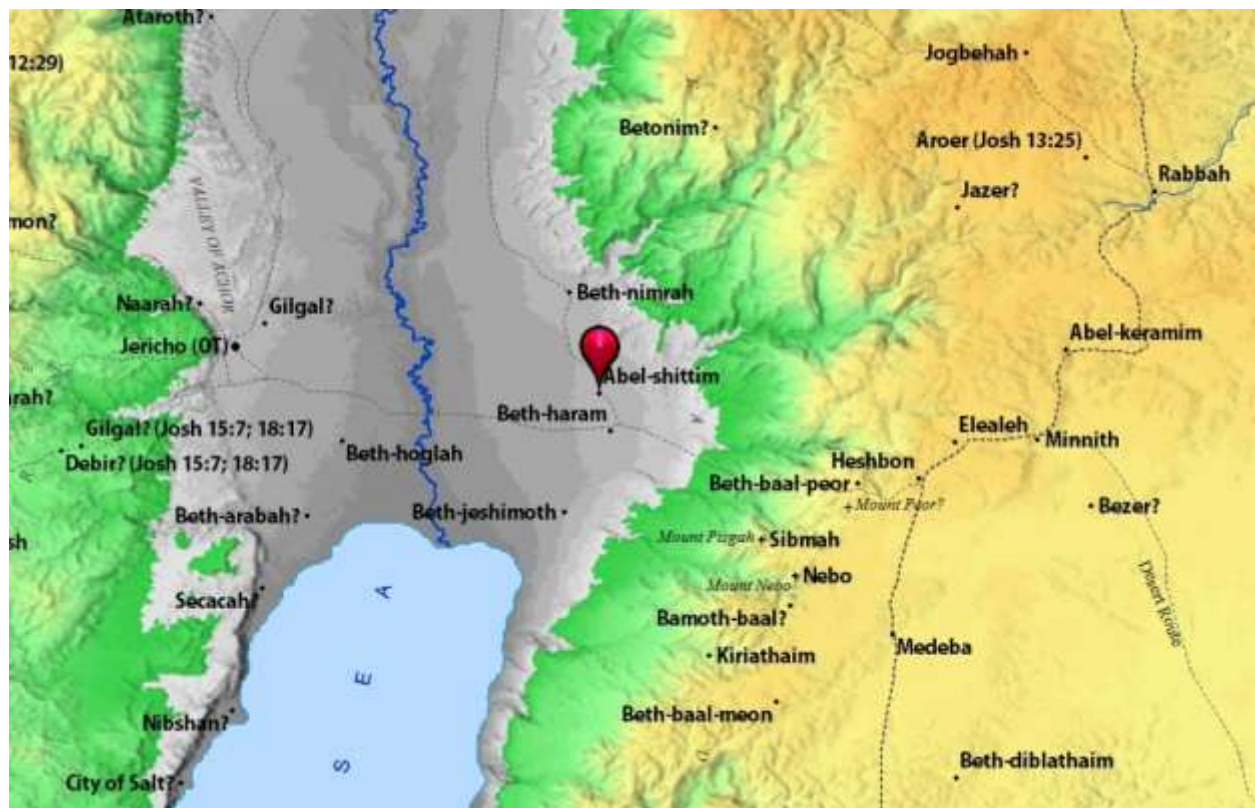 Ataroth?
Jogbehah
12:29)
Betonim?
Aroer (Josh 13:25)
Rabbah
Jazer?
VALLEY OF ACHOR
mon?
Beth-nimrah
Naarah?
Gilgal?
Abel-keramim
Jericho (OT)
Abel-shittim
arah?
Beth-haram
Gilgal? (Josh 15:7; 18:17)
Elealeh
Minnith
Beth-hoglah
Debir? (Josh 15:7; 18:17)
Heshbon
Beth-baal-peor
Mount Peor?
Bezer?
R
A
Beth-arabah?
Beth-jeshimoth
Mount Pisgah
Sibmah
sh
Nebo
Mount Nebo
Secacah?
Desert Route
Bamoth-baal?
Medeba
Kiriathaim
Nibshan?
Beth-baal-meon
Beth-diblathaim
City of Salt?
S E A